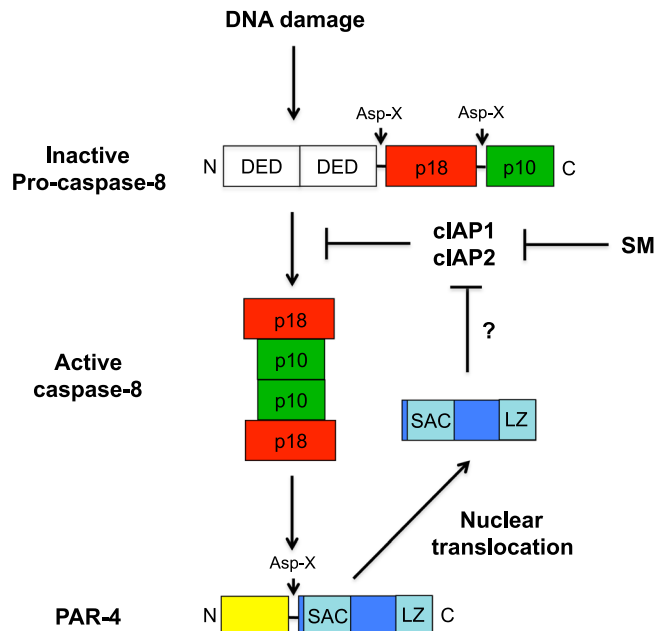 DNA damage
Asp-X
Asp-X
Inactive
Pro-caspase-8
N
DED
DED
p18
p10
C
cIAP1
cIAP2
SM
?
p18
p10
p10
p18
Active
caspase-8
SAC
LZ
Nuclear
translocation
Asp-X
PAR-4
N
SAC
LZ
C